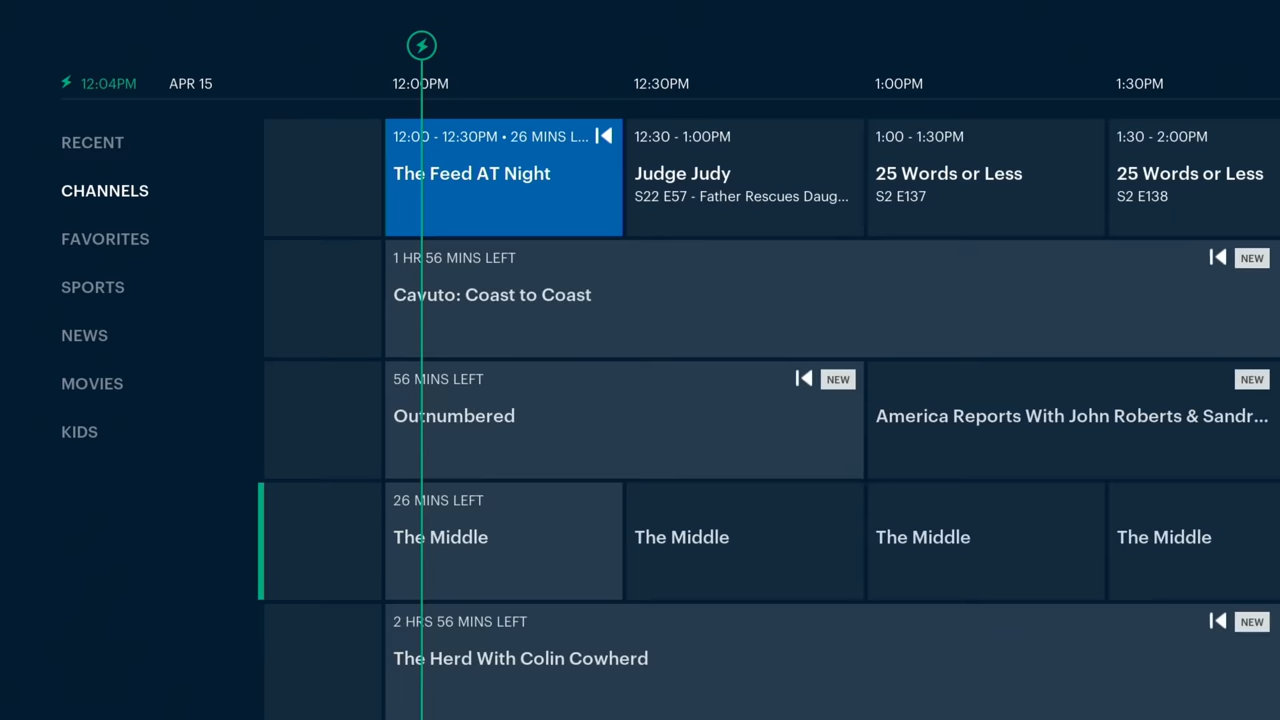 12:04PM APR 15 12:00PM 12:30PM 1:00PM 1:30PM
RECENT
CHANNELS
FAVORITES
SPORTS
NEWS
MOVIES
KIDS
12:00 - 12:30PM • 26 MINS L...
The Feed AT Night
12:30 - 1:00PM
Judge Judy
S22 E57 - Father Rescues Daug...
1:00 - 1:30PM
25 Words or Less
S2 E137
1:30 - 2:00PM
25 Words or Less
S2 E138
1 HR 56 MINS LEFT
NEW
Cavuto: Coast to Coast
56 MINS LEFT
NEW
Outnumbered
NEW
America Reports With John Roberts & Sandr...
26 MINS LEFT
The Middle
The Middle
The Middle
The Middle
2 HRS 56 MINS LEFT
NEW
The Herd With Colin Cowherd